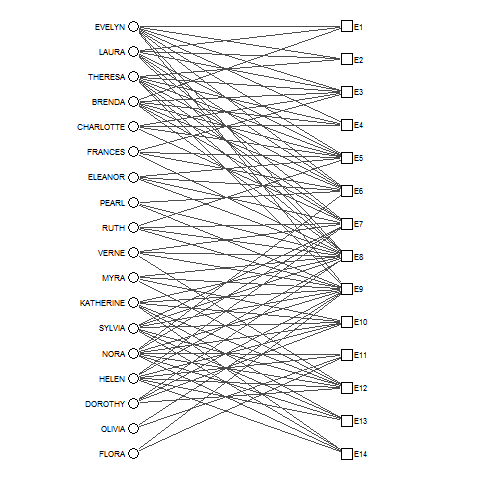 EVELYN
E1
LAURA
E2
THERESA
E3
BRENDA
E4
CHARLOTTE
E5
FRANCES
E6
ELEANOR
E7
PEARL
E8
RUTH
E9
VERNE
E10
MYRA
E11
KATHERINE
E12
SYLVIA
E13
NORA
E14
HELEN
DOROTHY
OLIVIA
FLORA